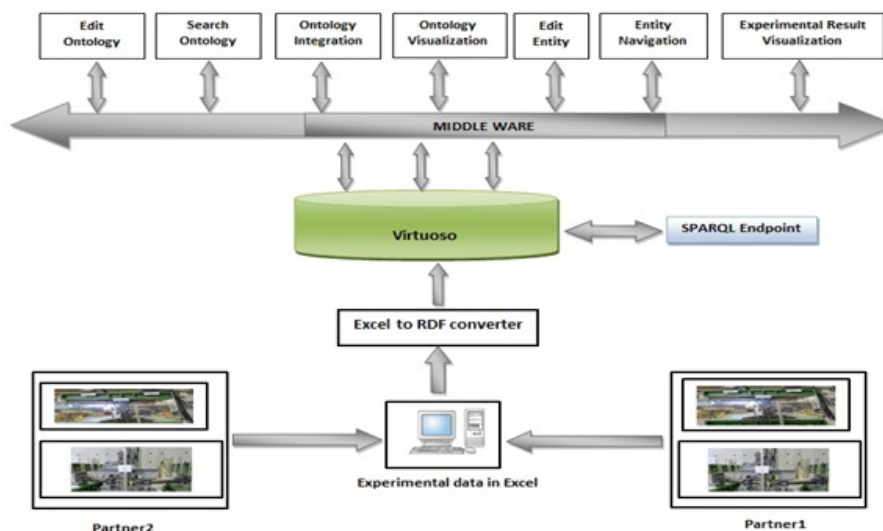 Edit
Ontology
Search
Ontology
Ontology
Integration
Ontology
Visualization
Edit
Entity
Entity
Navigation
Experimental Result
Visualization
MIDDLE WARE
Virtuoso
SPARQL Endpoint
Excel to RDF converter
Experimental data in Excel
Partner2
Partner1